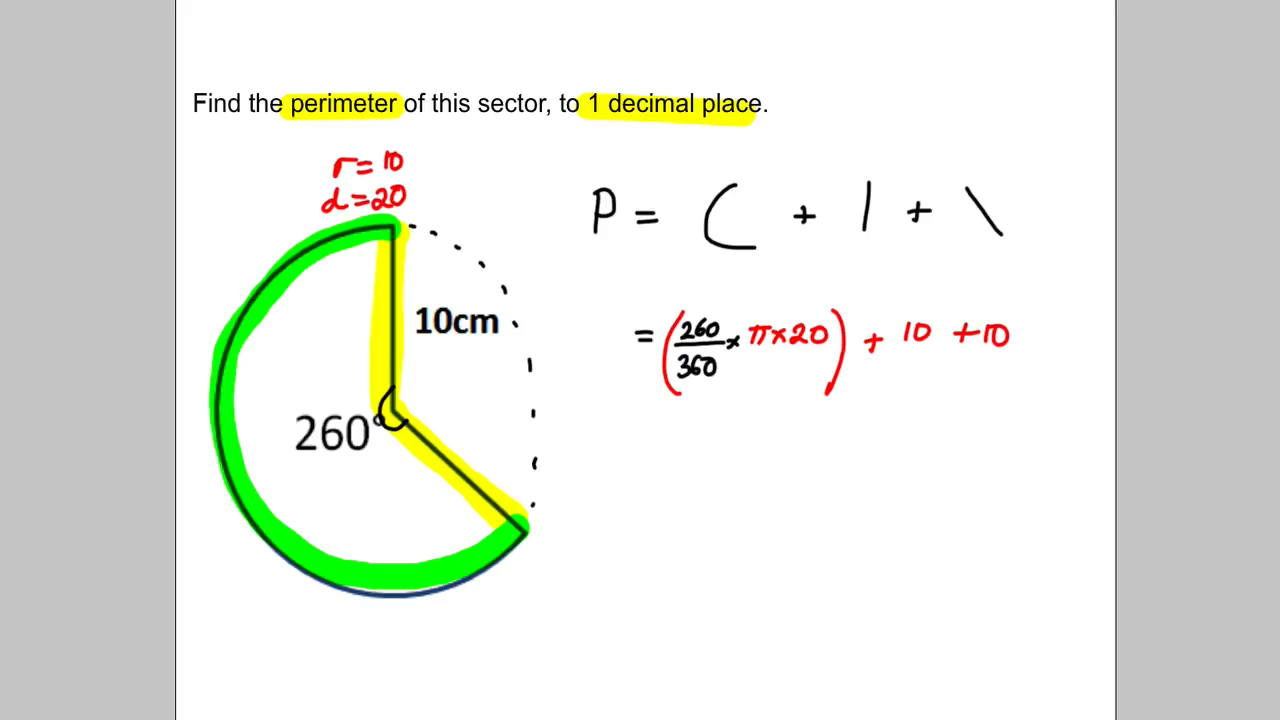 Find the perimeter of this sector, to 1 decimal place.
r = 10
d = 20
P = ( + | + \
10cm
= (260/360 × π × 20) + 10 + 10
260°